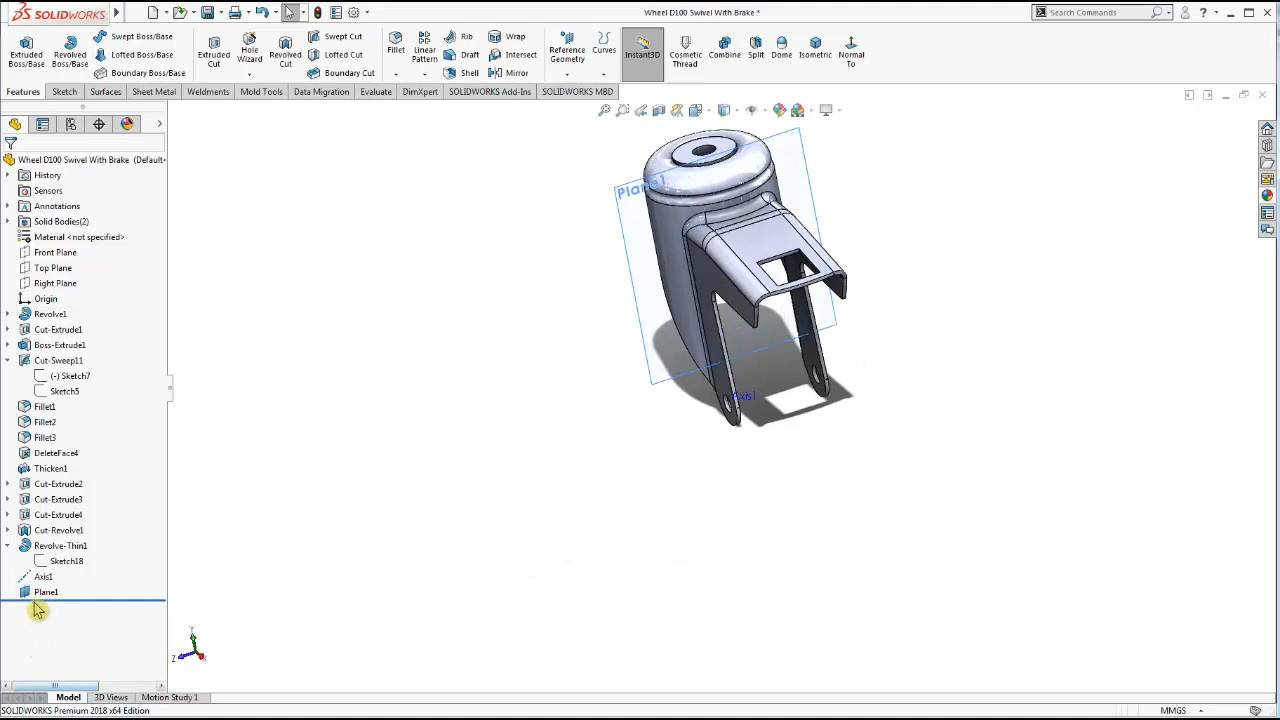 SOLIDWORKS
Wheel D100 Swivel With Brake *
Search Commands
Extruded Boss/Base
Revolved Boss/Base
Swept Boss/Base
Lofted Boss/Base
Boundary Boss/Base
Extruded Cut
Hole Wizard
Revolved Cut
Swept Cut
Lofted Cut
Boundary Cut
Fillet
Linear Pattern
Rib
Draft
Shell
Wrap
Intersect
Mirror
Reference Geometry
Curves
Instant3D
Cosmetic Thread
Combine
Split
Dome
Isometric
Normal To
Features Sketch Surfaces Sheet Metal Weldments Mold Tools Data Migration Evaluate DimXpert SOLIDWORKS Add-Ins SOLIDWORKS MBD
Wheel D100 Swivel With Brake (Default
History
Sensors
Annotations
Solid Bodies(2)
Material <not specified>
Front Plane
Top Plane
Right Plane
Origin
Revolve1
Cut-Extrude1
Boss-Extrude1
Cut-Sweep11
(-) Sketch7
Sketch5
Fillet1
Fillet2
Fillet3
DeleteFace4
Thicken1
Cut-Extrude2
Cut-Extrude3
Cut-Extrude4
Cut-Revolve1
Revolve-Thin1
Sketch18
Axis1
Plane1
Plane1
Axis1
Y
Z
X
Model 3D Views Motion Study 1
SOLIDWORKS Premium 2018 x64 Edition
MMGS